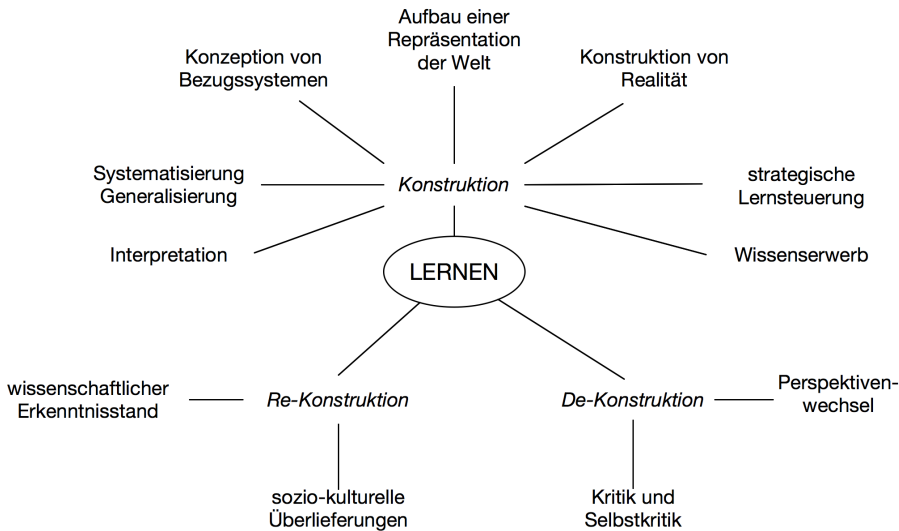 Aufbau einer
Repräsentation
der Welt
Konzeption von
Bezugssystemen
Konstruktion von
Realität
Systematisierung
Generalisierung
Konstruktion
strategische
Lernsteuerung
Interpretation
Wissenserwerb
LERNEN
wissenschaftlicher
Erkenntnisstand
Re-Konstruktion
De-Konstruktion
Perspektiven-
wechsel
sozio-kulturelle
Überlieferungen
Kritik und
Selbstkritik